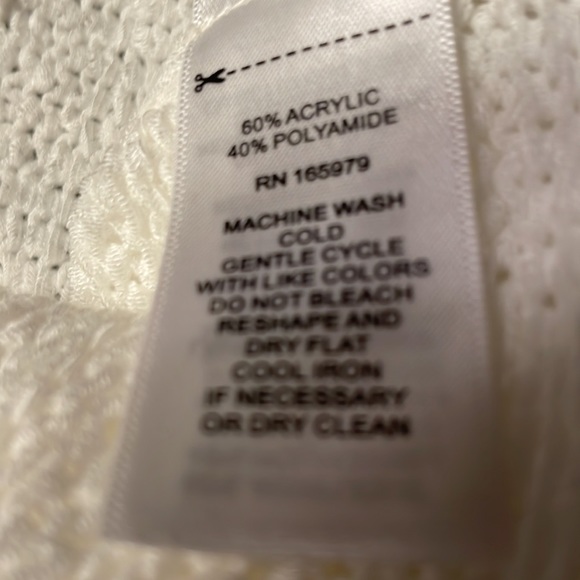 60% ACRYLIC
40% POLYAMIDE
RN 165979
MACHINE WASH
COLD
GENTLE CYCLE
WITH LIKE COLORS
DO NOT BLEACH
RESHAPE AND
DRY FLAT
COOL IRON
IF NECESSARY
OR DRY CLEAN